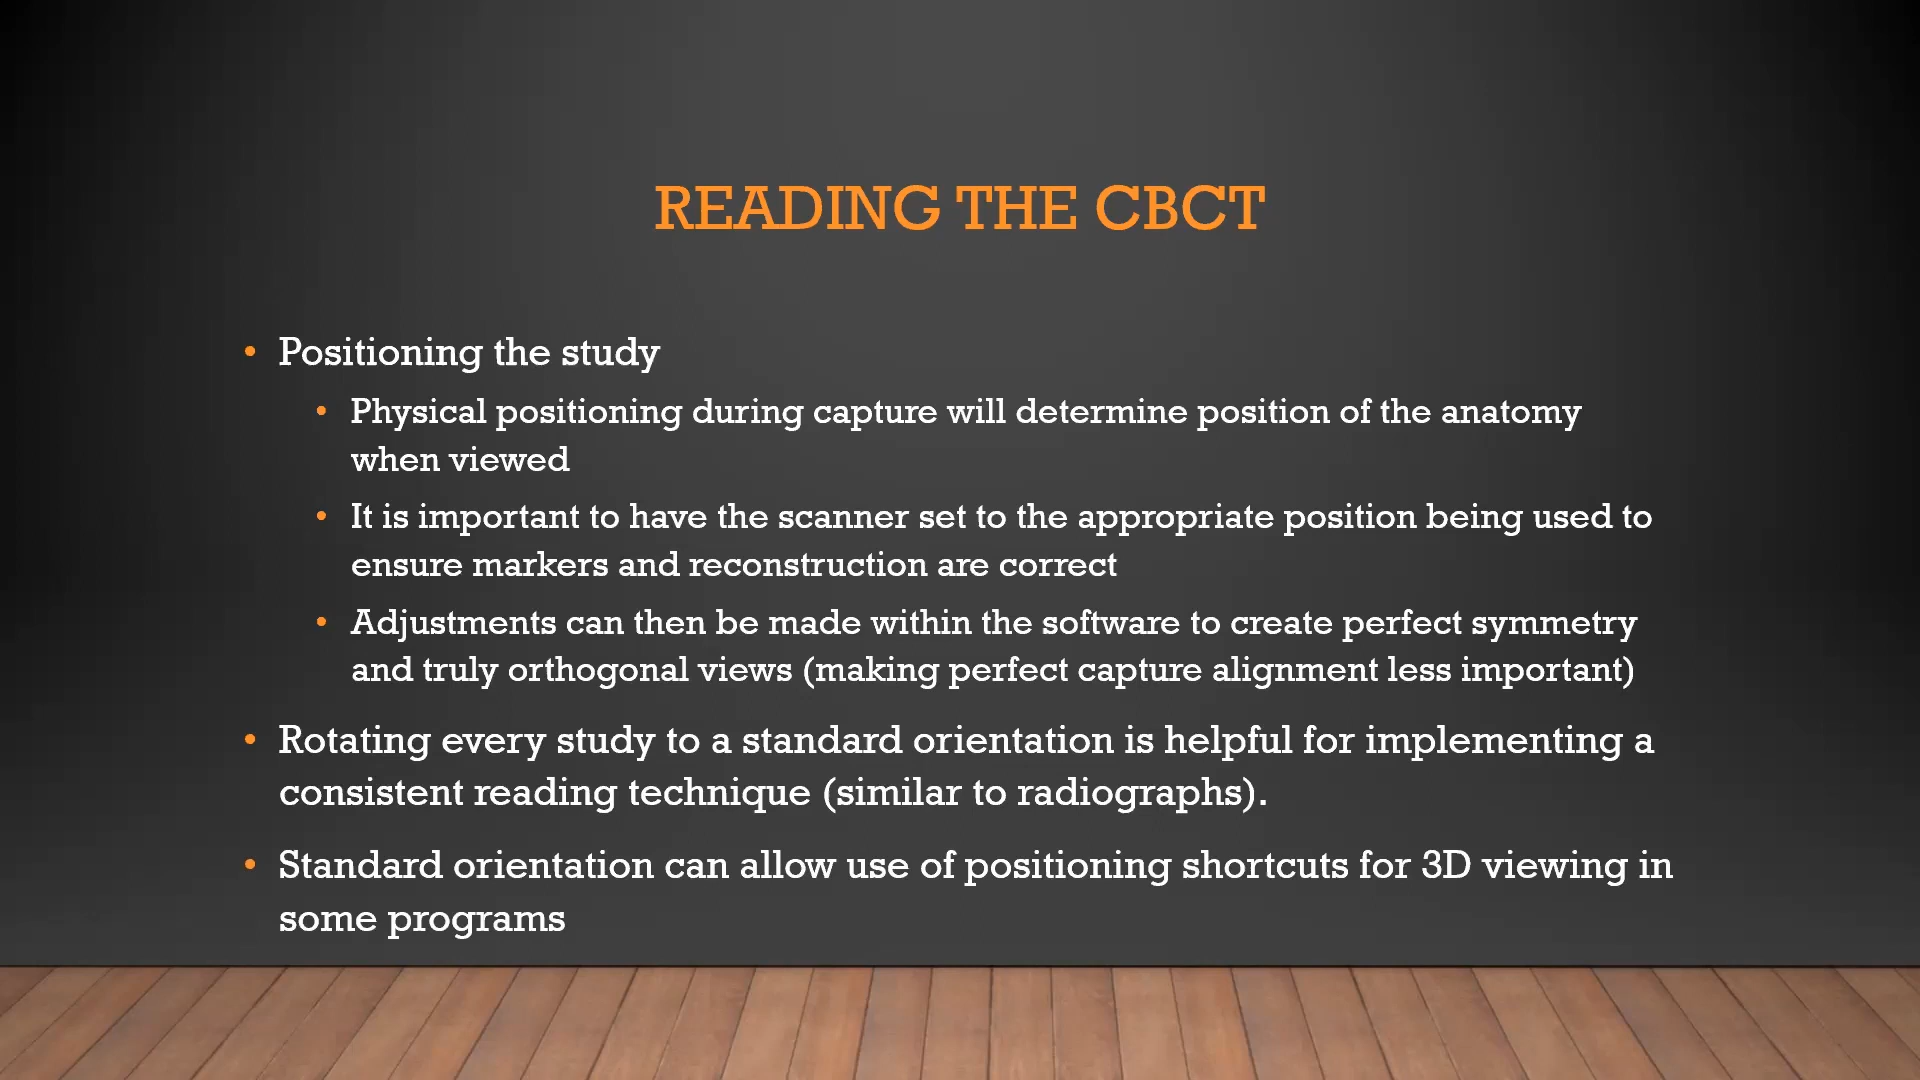 READING THE CBCT
• Positioning the study
• Physical positioning during capture will determine position of the anatomy
when viewed
• It is important to have the scanner set to the appropriate position being used to
ensure markers and reconstruction are correct
• Adjustments can then be made within the software to create perfect symmetry
and truly orthogonal views (making perfect capture alignment less important)
• Rotating every study to a standard orientation is helpful for implementing a
consistent reading technique (similar to radiographs).
• Standard orientation can allow use of positioning shortcuts for 3D viewing in
some programs